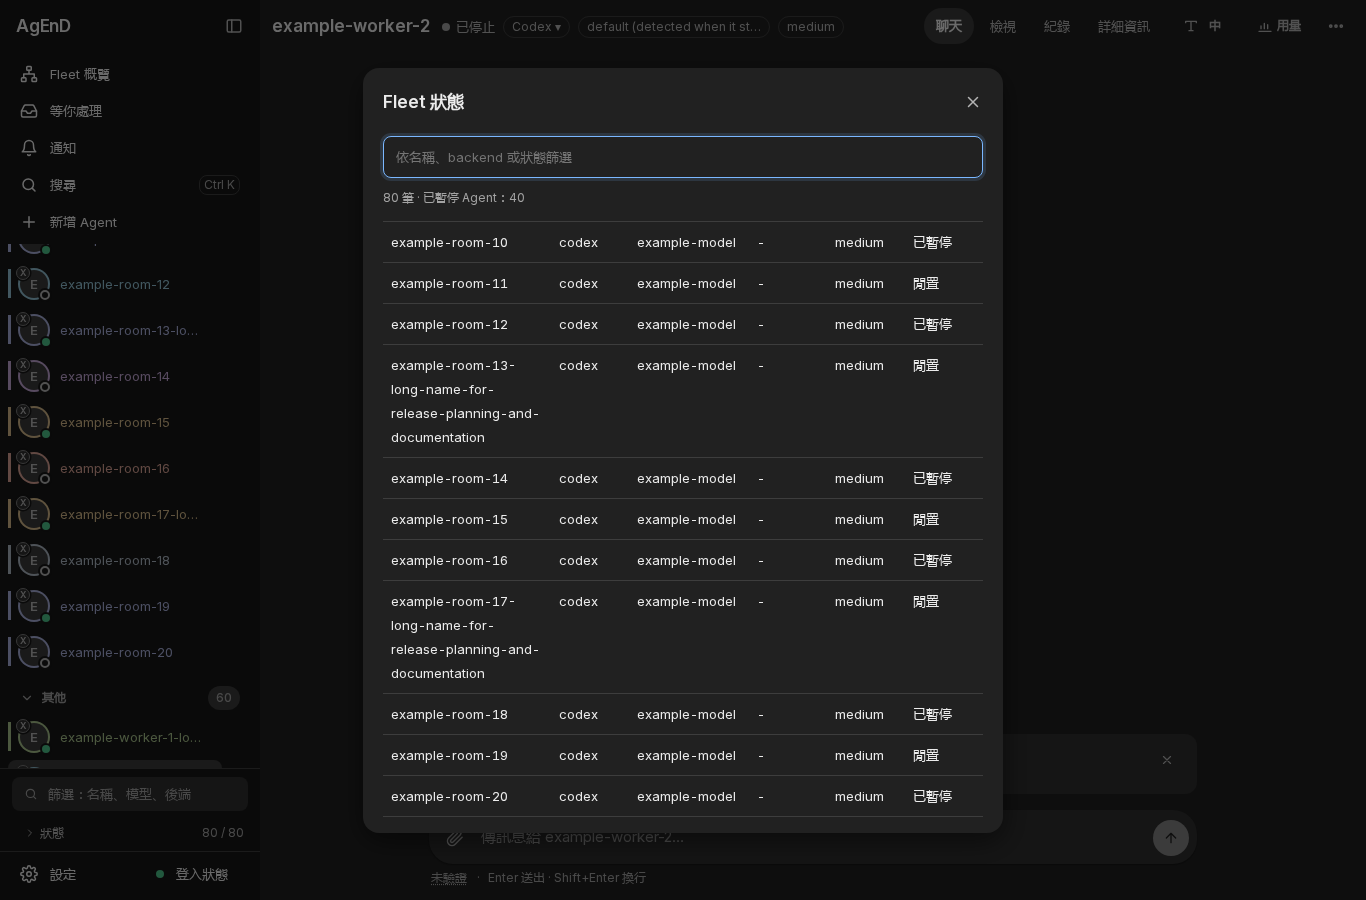 AgEnD
Fleet 概覽
等你處理
通知
搜尋 Ctrl K
新增 Agent
X E example-room-12
X E example-room-13-lo…
X E example-room-14
X E example-room-15
X E example-room-16
X E example-room-17-lo…
X E example-room-18
X E example-room-19
X E example-room-20
其他 60
X E example-worker-1-lo…
篩選：名稱、模型、後端
狀態 80 / 80
設定 登入狀態
example-worker-2 已停止 Codex ▾ default (detected when it st… medium 聊天 檢視 紀錄 詳細資訊 T 中 用量 •••
Fleet 狀態
依名稱、backend 或狀態篩選
80 筆 · 已暫停 Agent：40
example-room-10 codex example-model - medium 已暫停
example-room-11 codex example-model - medium 閒置
example-room-12 codex example-model - medium 已暫停
example-room-13- codex example-model - medium 閒置
long-name-for-
release-planning-and-
documentation
example-room-14 codex example-model - medium 已暫停
example-room-15 codex example-model - medium 閒置
example-room-16 codex example-model - medium 已暫停
example-room-17- codex example-model - medium 閒置
long-name-for-
release-planning-and-
documentation
example-room-18 codex example-model - medium 已暫停
example-room-19 codex example-model - medium 閒置
example-room-20 codex example-model - medium 已暫停
傳訊息給 example-worker-2…
未驗證 · Enter 送出 · Shift+Enter 換行